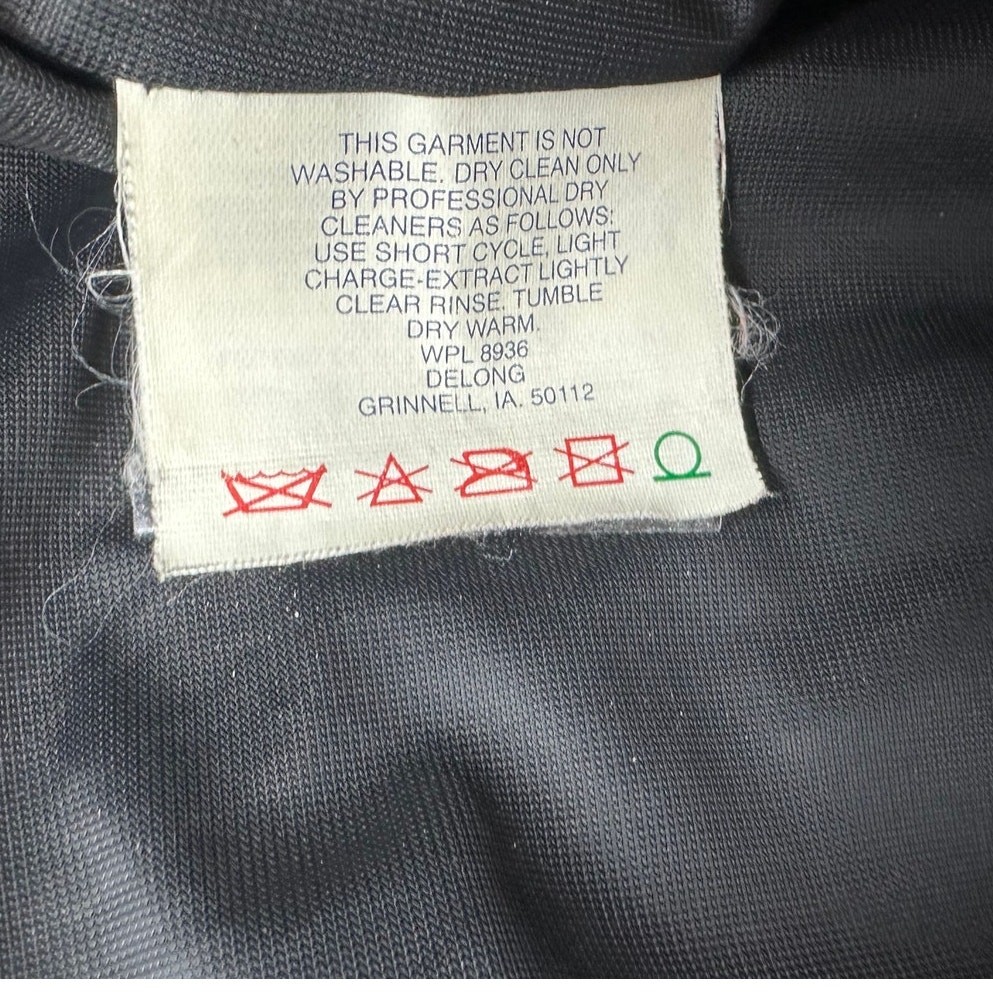 THIS GARMENT IS NOT
WASHABLE. DRY CLEAN ONLY
BY PROFESSIONAL DRY
CLEANERS AS FOLLOWS:
USE SHORT CYCLE, LIGHT
CHARGE-EXTRACT LIGHTLY
CLEAR RINSE. TUMBLE
DRY WARM.
WPL 8936
DELONG
GRINNELL, IA. 50112